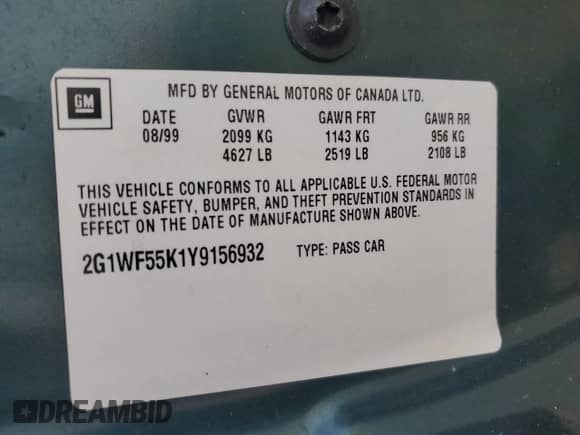 GM
MFD BY GENERAL MOTORS OF CANADA LTD.
DATE GVWR GAWR FRT GAWR RR
08/99 2099 KG 1143 KG 956 KG
4627 LB 2519 LB 2108 LB
THIS VEHICLE CONFORMS TO ALL APPLICABLE U.S. FEDERAL MOTOR
VEHICLE SAFETY, BUMPER, AND THEFT PREVENTION STANDARDS IN
EFFECT ON THE DATE OF MANUFACTURE SHOWN ABOVE.
2G1WF55K1Y9156932 TYPE: PASS CAR
DREAMBID